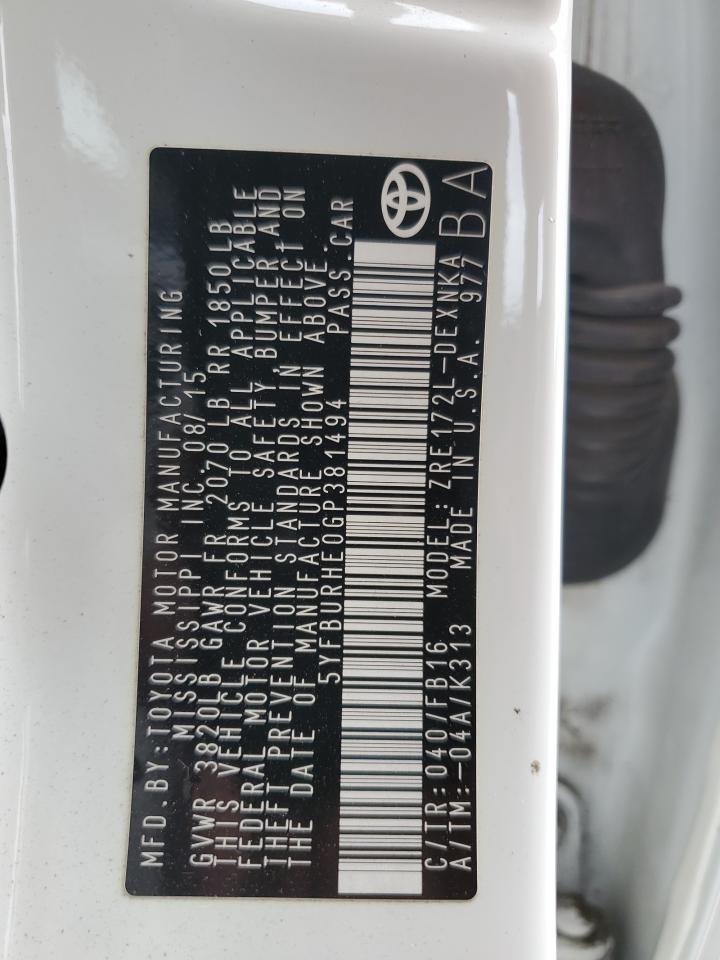 MFD.BY:TOYOTA MOTOR MANUFACTURING
MISSISSIPPI INC. 08/15
GVWR 3820LB GAWR FR 2070LB RR 1850LB
THIS VEHICLE CONFORMS TO ALL APPLICABLE
FEDERAL MOTOR VEHICLE SAFETY, BUMPER AND
THEFT PREVENTION STANDARDS IN EFFECT ON
THE DATE OF MANUFACTURE SHOWN ABOVE.
5YFBURHE0GP381494 PASS.CAR
C/TR:040/FB16 MODEL:ZRE172L-DEXNKA
A/TM:-04A/K313 MADE IN U.S.A. 977 BA